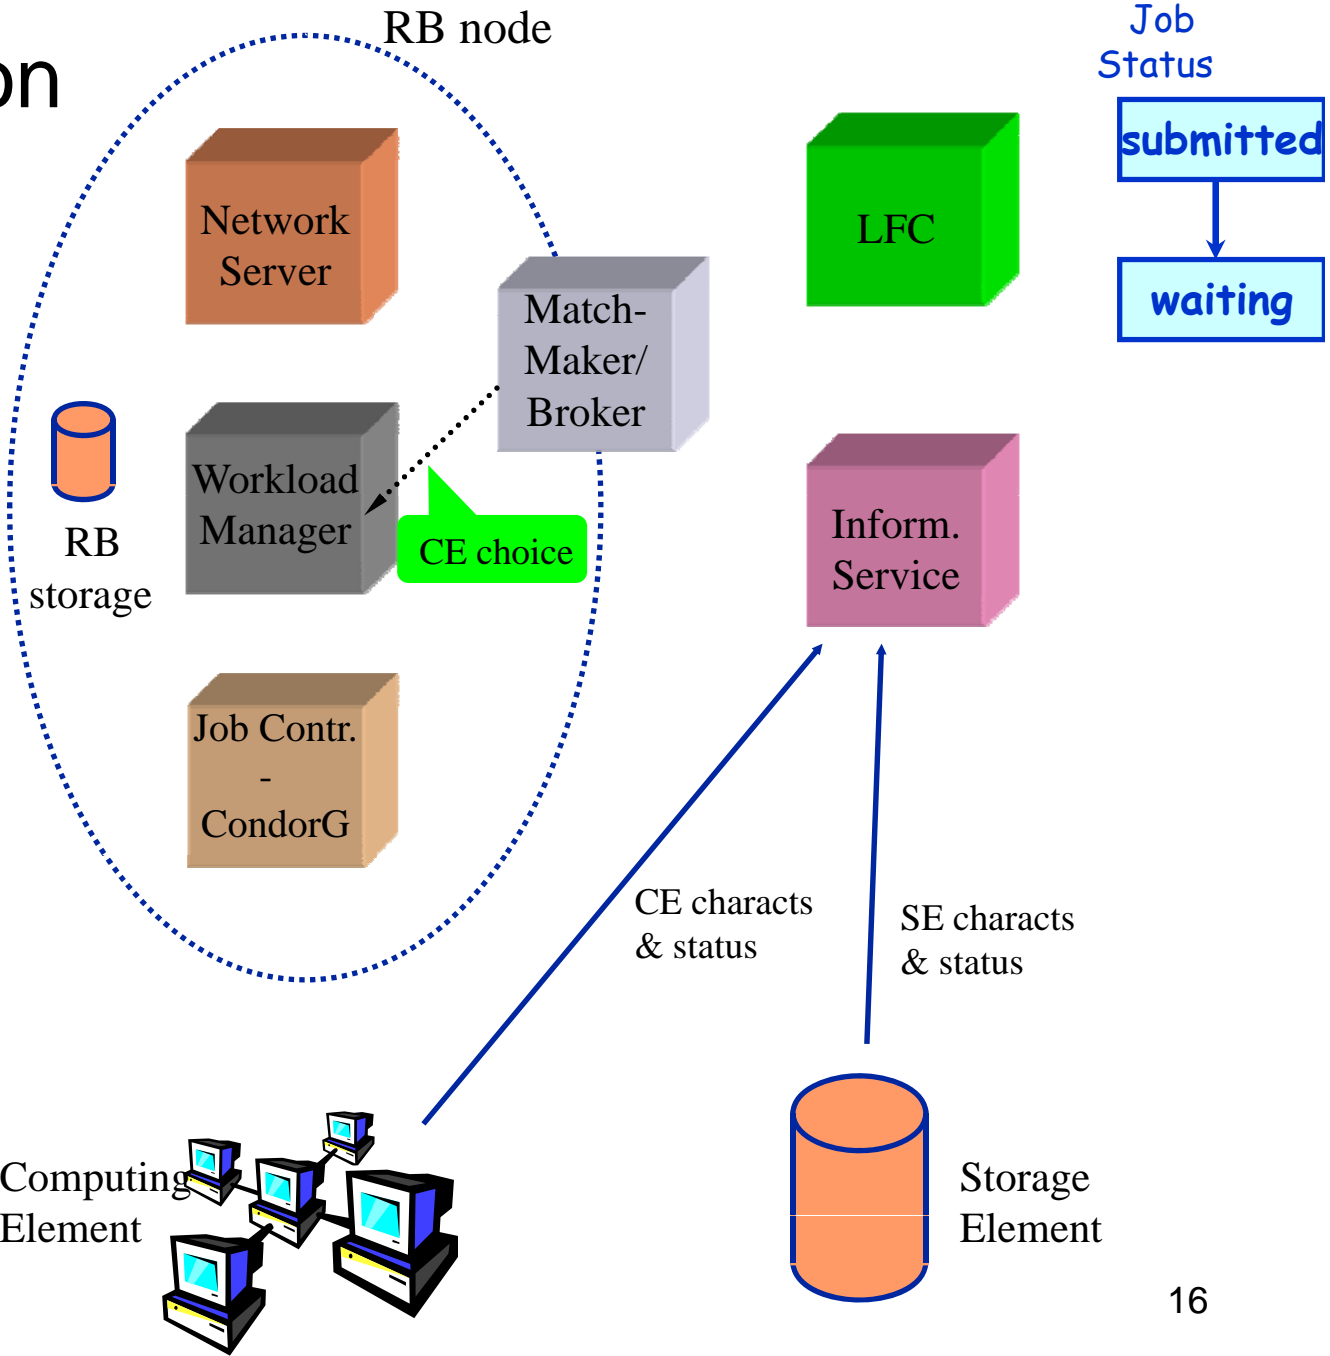 RB node
Job
Status
on
submitted
Network
Server
LFC
waiting
Match-
Maker/
Broker
Workload
Manager
CE choice
RB
storage
Inform.
Service
Job Contr.
-
CondorG
CE characts
& status
SE characts
& status
Computing
Element
Storage
Element
16